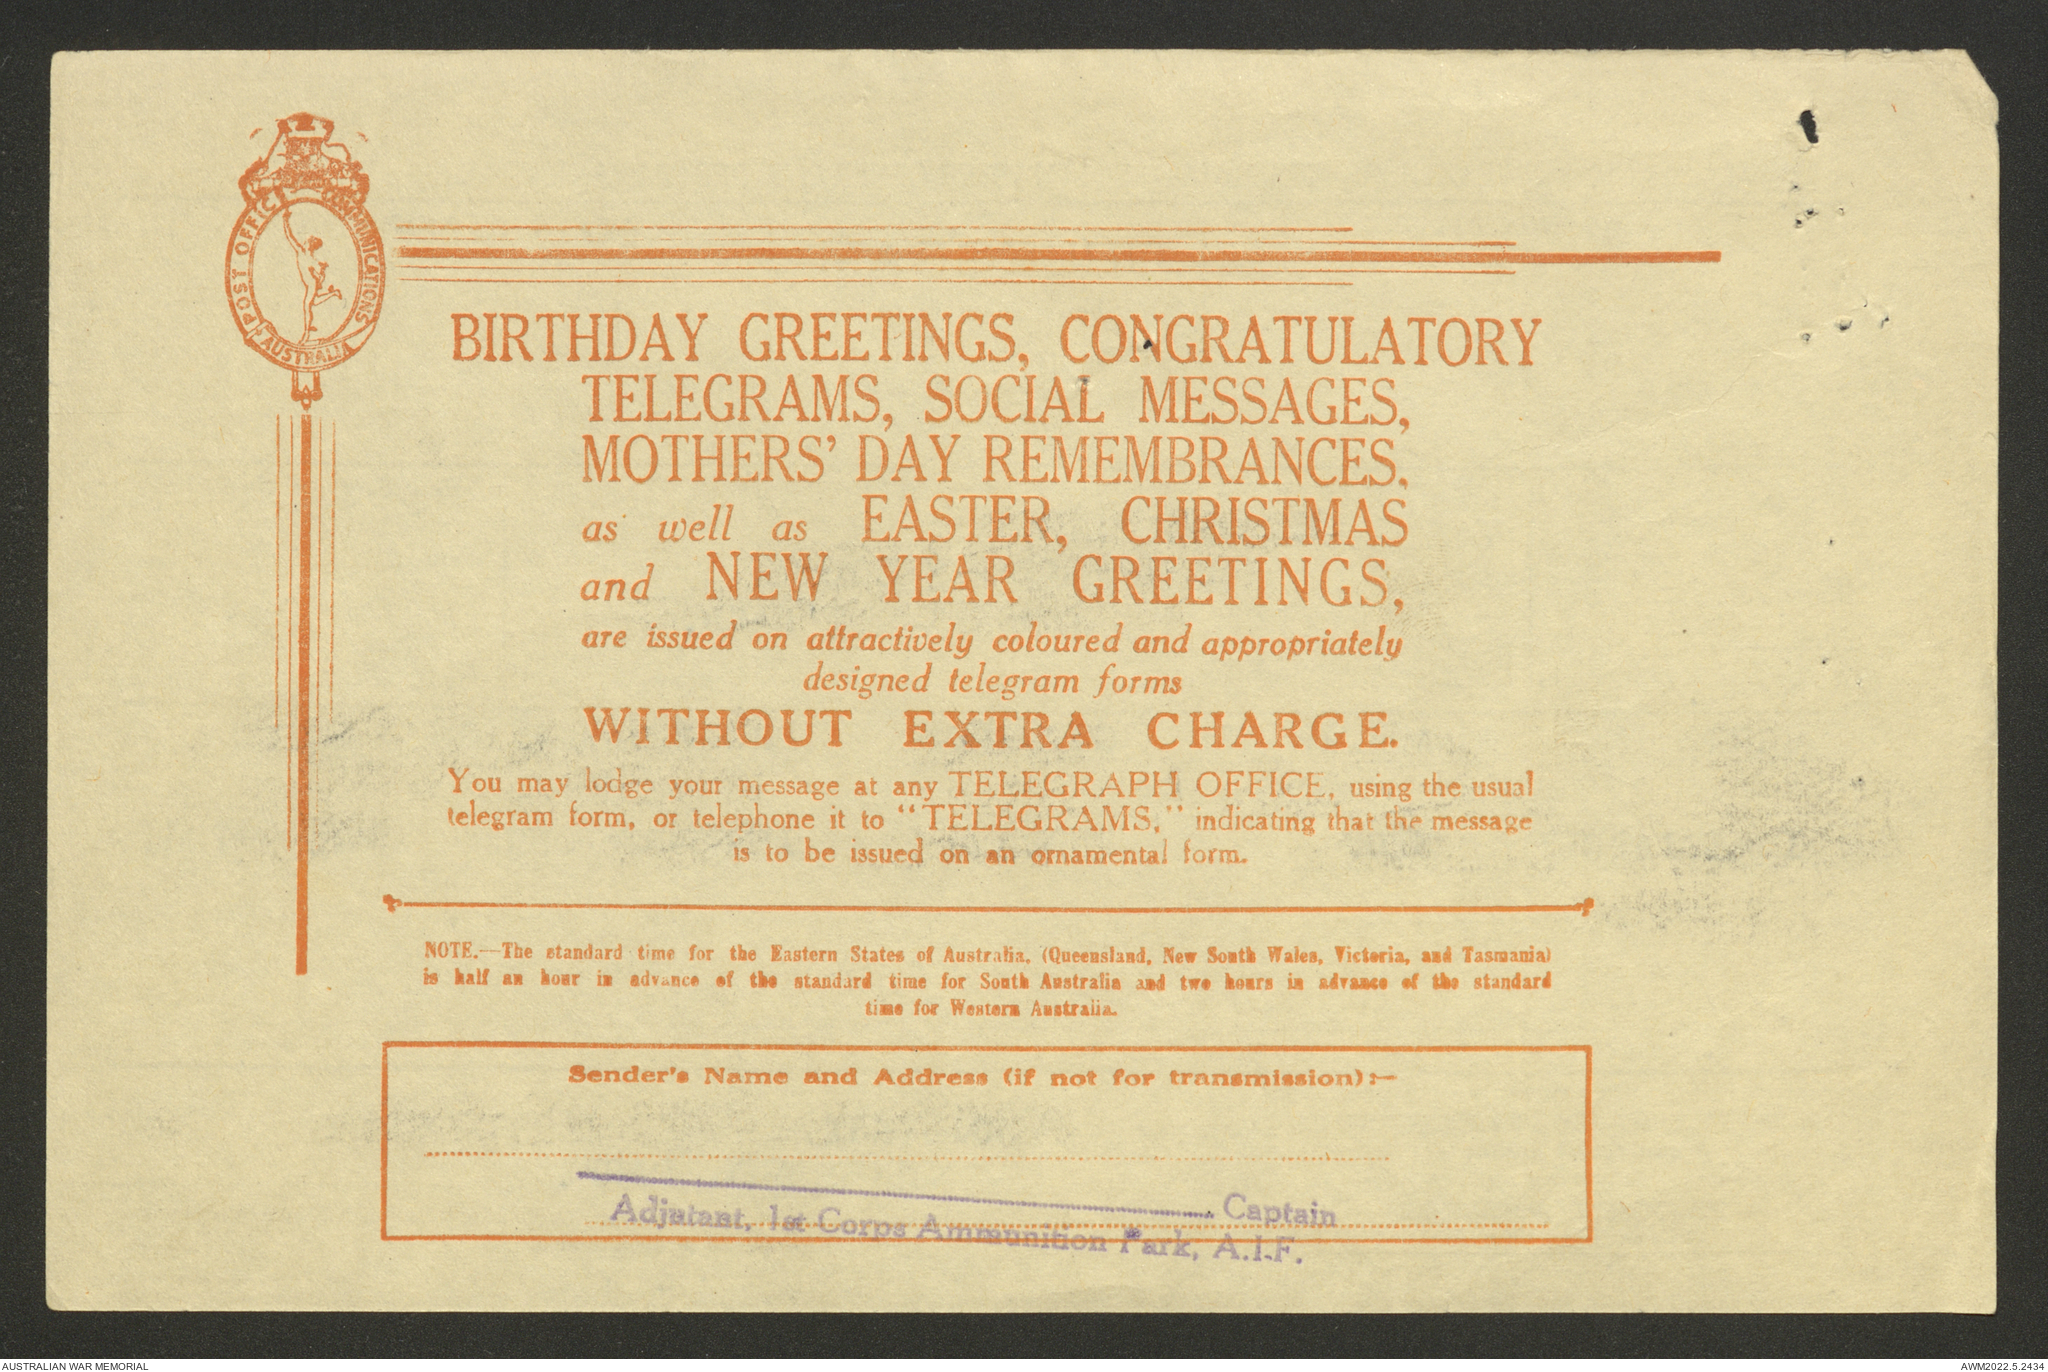 POST OFFICE COMMUNICATIONS
AUSTRALIA
BIRTHDAY GREETINGS, CONGRATULATORY
TELEGRAMS, SOCIAL MESSAGES,
MOTHERS' DAY REMEMBRANCES,
as well as EASTER, CHRISTMAS
and NEW YEAR GREETINGS,
are issued on attractively coloured and appropriately
designed telegram forms
WITHOUT EXTRA CHARGE.
You may lodge your message at any TELEGRAPH OFFICE, using the usual
telegram form, or telephone it to "TELEGRAMS," indicating that the message
is to be issued on an ornamental form.
NOTE.—The standard time for the Eastern States of Australia, (Queensland, New South Wales, Victoria, and Tasmania)
is half an hour in advance of the standard time for South Australia and two hours in advance of the standard
time for Western Australia.
Sender's Name and Address (if not for transmission):—
Captain
Adjutant, 1st Corps Ammunition Park, A.I.F.
AUSTRALIAN WAR MEMORIAL
AWM2022.5.2434